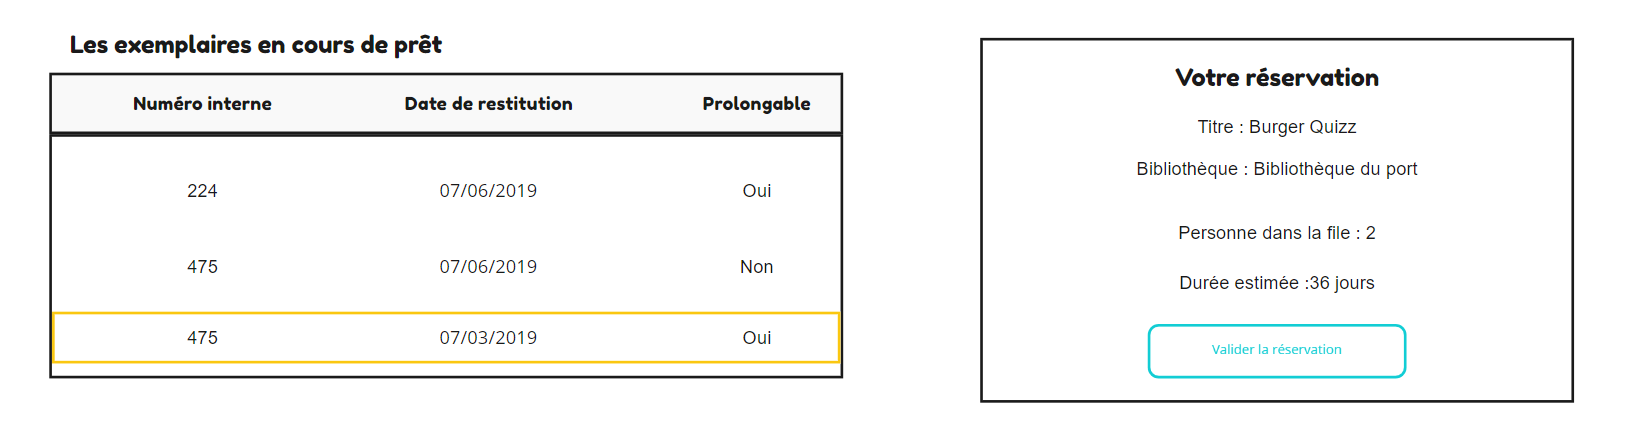 Les exemplaires en cours de prêt
Numéro interne Date de restitution Prolongable
224 07/06/2019 Oui
475 07/06/2019 Non
475 07/03/2019 Oui
Votre réservation
Titre : Burger Quizz
Bibliothèque : Bibliothèque du port
Personne dans la file : 2
Durée estimée :36 jours
Valider la réservation